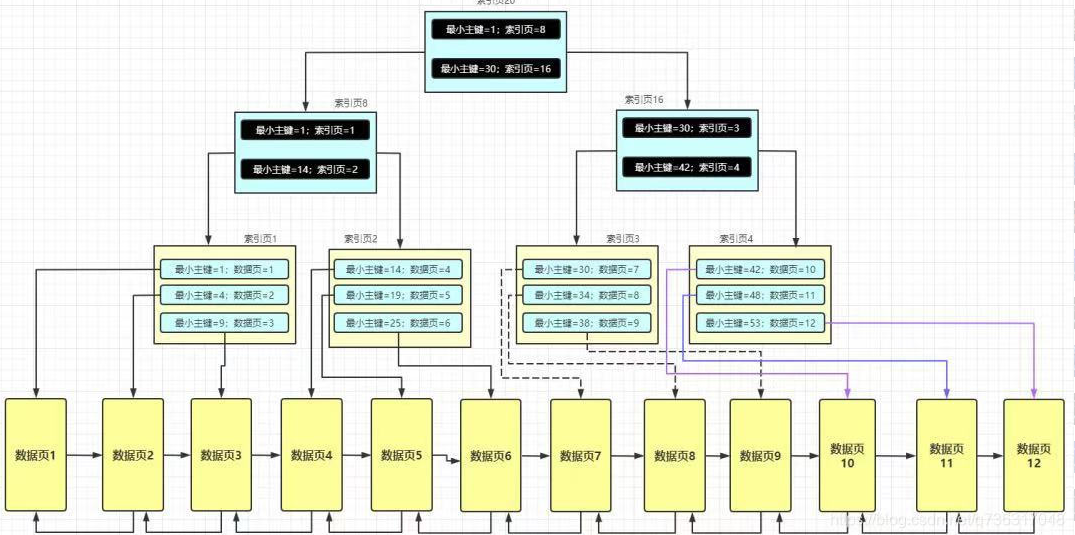 索引页20
最小主键=1；索引页=8
最小主键=30；索引页=16
索引页8
索引页16
最小主键=1；索引页=1
最小主键=14；索引页=2
最小主键=30；索引页=3
最小主键=42；索引页=4
索引页1
索引页2
索引页3
索引页4
最小主键=1；数据页=1
最小主键=4；数据页=2
最小主键=9；数据页=3
最小主键=14；数据页=4
最小主键=19；数据页=5
最小主键=25；数据页=6
最小主键=30；数据页=7
最小主键=34；数据页=8
最小主键=38；数据页=9
最小主键=42；数据页=10
最小主键=48；数据页=11
最小主键=53；数据页=12
数据页1
数据页2
数据页3
数据页4
数据页5
数据页6
数据页7
数据页8
数据页9
数据页
10
数据页
11
数据页
12
https://blog.csdn.net/q736317048